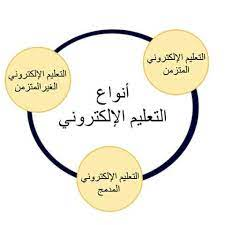 أنواع
التعليم الإلكتروني
التعليم الإلكتروني
المتزمن
التعليم الإلكتروني
الغير المتزمن
التعليم الإلكتروني
المدمج